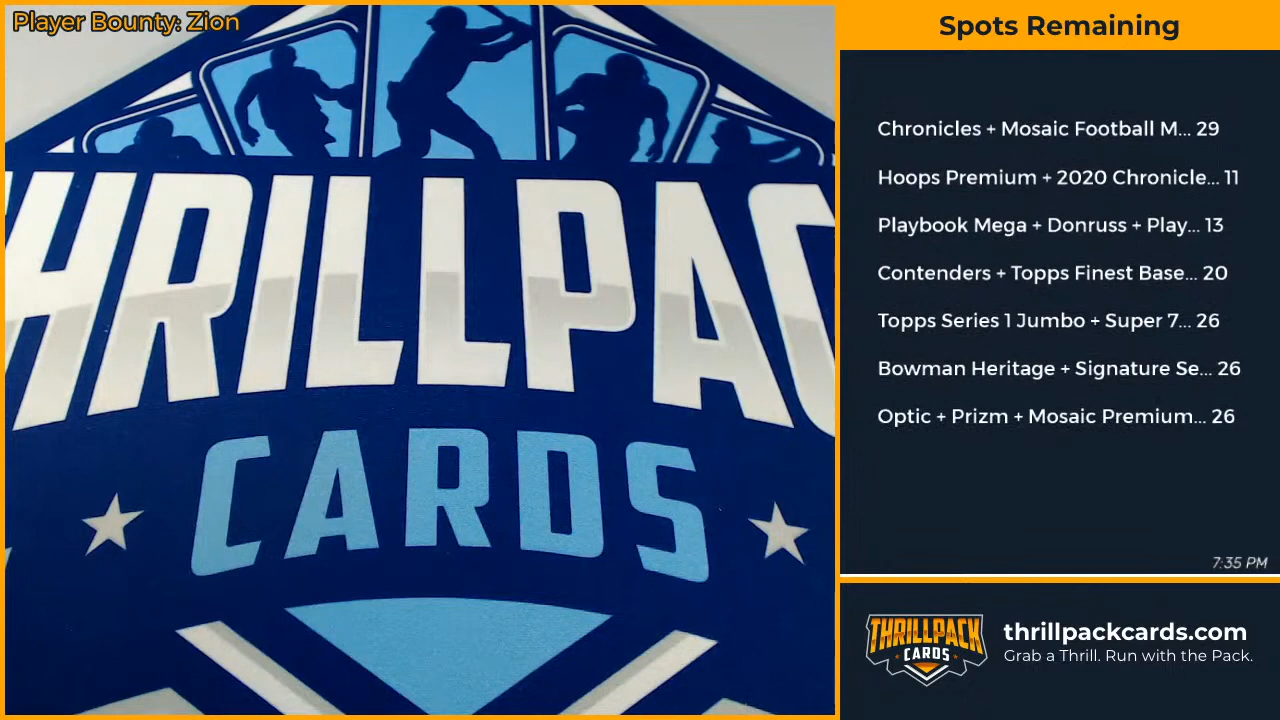 Player Bounty: Zion
THRILLPAC
CARDS
Spots Remaining
Chronicles + Mosaic Football M... 29
Hoops Premium + 2020 Chronicle... 11
Playbook Mega + Donruss + Play... 13
Contenders + Topps Finest Base... 20
Topps Series 1 Jumbo + Super 7... 26
Bowman Heritage + Signature Se... 26
Optic + Prizm + Mosaic Premium... 26
7:35 PM
THRILLPACK
CARDS
thrillpackcards.com
Grab a Thrill. Run with the Pack.